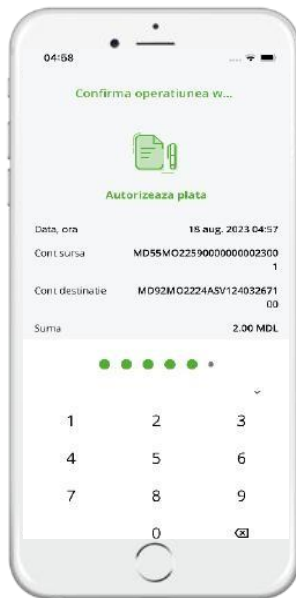 04:58
Confirma operatiunea w...
Autorizeaza plata
Data, ora 18 aug. 2023 04:57
Cont sursa MD55MO2259000000002300
1
Cont destinatie MD92MO2224ASV124032671
00
Suma 2.00 MDL
1 2 3
4 5 6
7 8 9
0